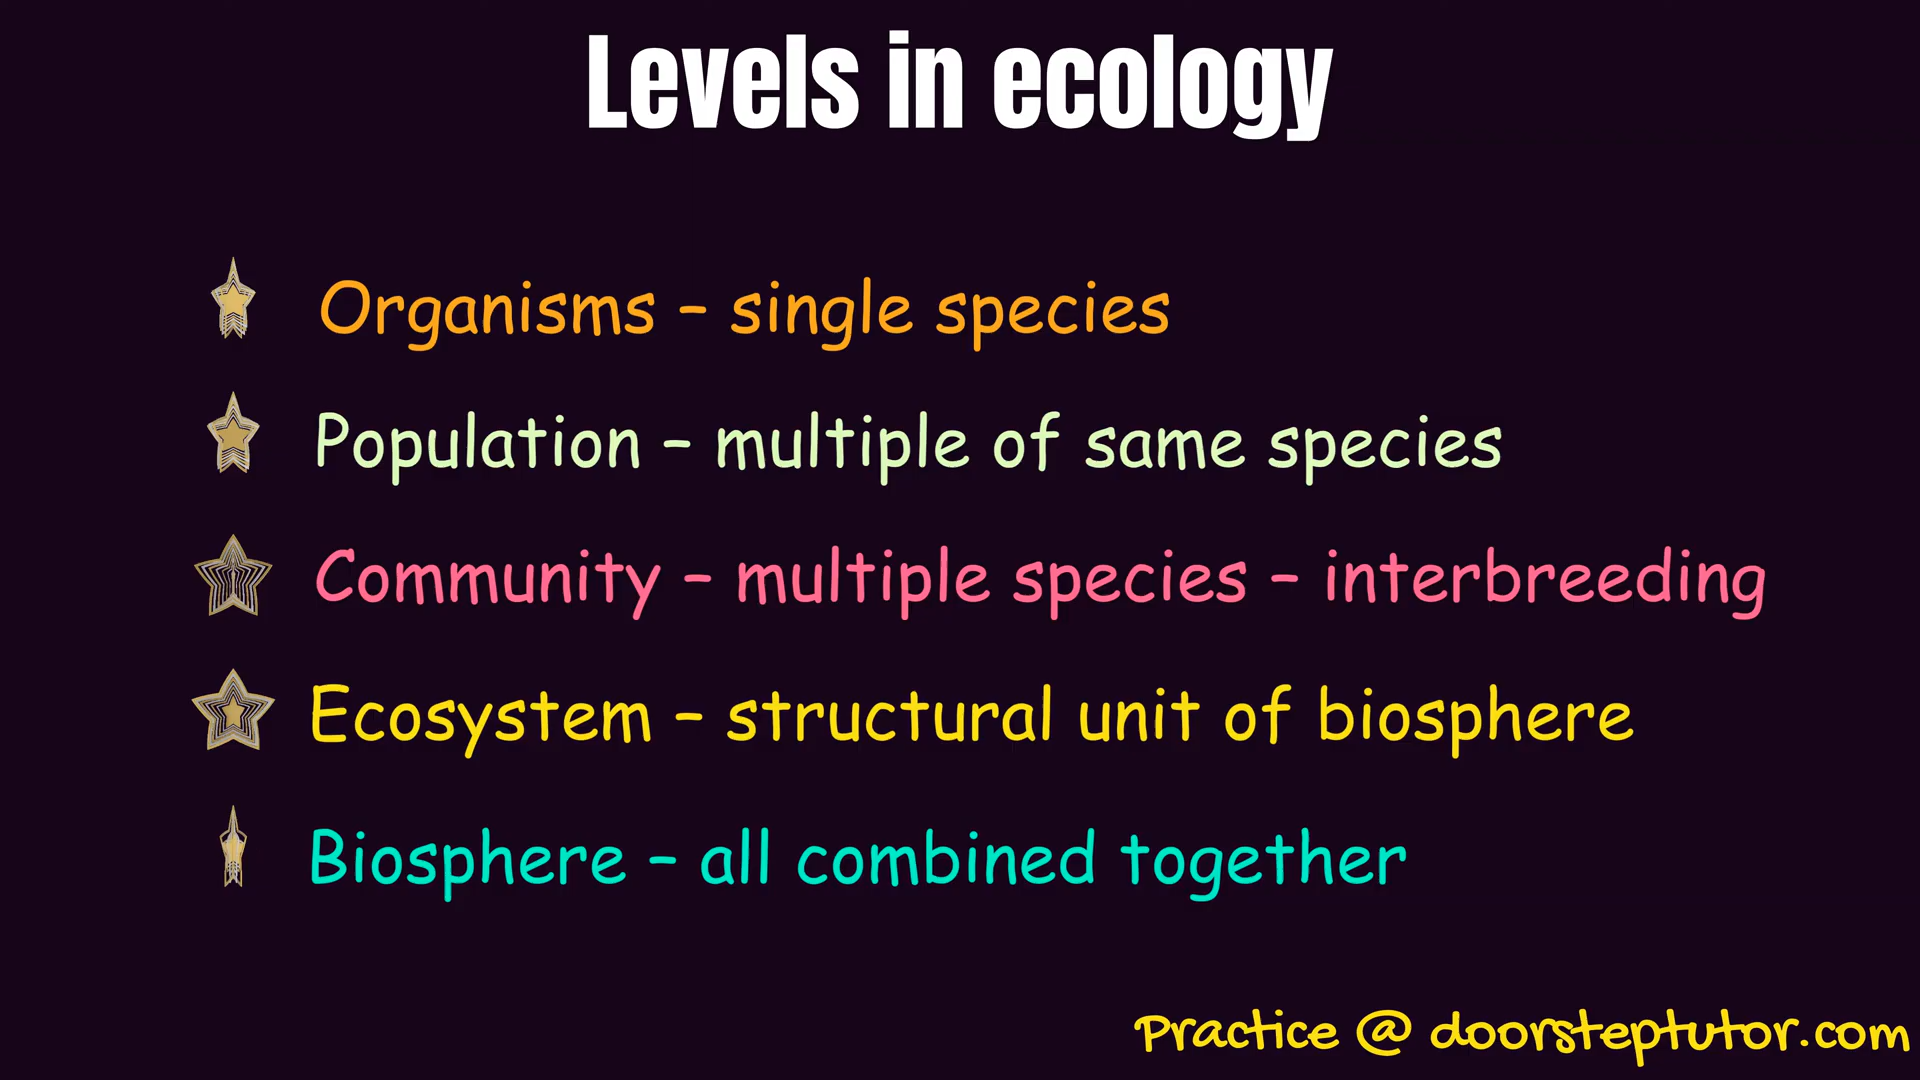 Levels in ecology
Organisms – single species
Population – multiple of same species
Community – multiple species – interbreeding
Ecosystem – structural unit of biosphere
Biosphere – all combined together
Practice @ doorsteptutor.com